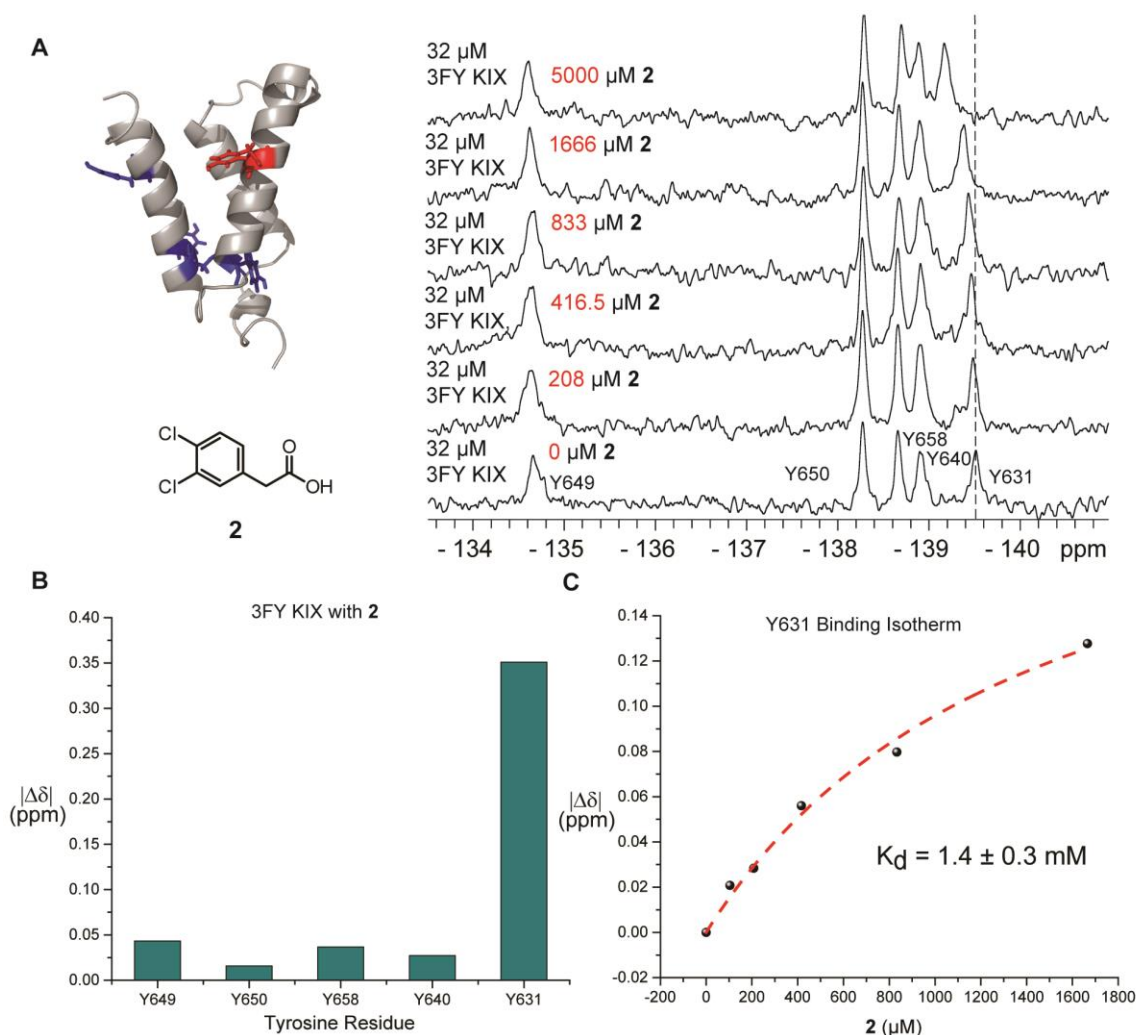 A
32 µM
3FY KIX
5000 µM 2
32 µM
3FY KIX
1666 µM 2
32 µM
3FY KIX
833 µM 2
32 µM
3FY KIX
416.5 µM 2
32 µM
3FY KIX
208 µM 2
32 µM
3FY KIX
0 µM 2
Y649
Y650
Y658
Y640
Y631
- 134
- 135
- 136
- 137
- 138
- 139
- 140
ppm
Cl
Cl
O
OH
2
B
3FY KIX with 2
0.40
0.35
0.30
0.25
0.20
0.15
0.10
0.05
0.00
|Δδ|
(ppm)
Y649
Y650
Y658
Y640
Y631
Tyrosine Residue
C
Y631 Binding Isotherm
0.14
0.12
0.10
0.08
0.06
0.04
0.02
0.00
-0.02
|Δδ|
(ppm)
Kd = 1.4 ± 0.3 mM
-200
0
200
400
600
800
1000
1200
1400
1600
1800
2 (µM)